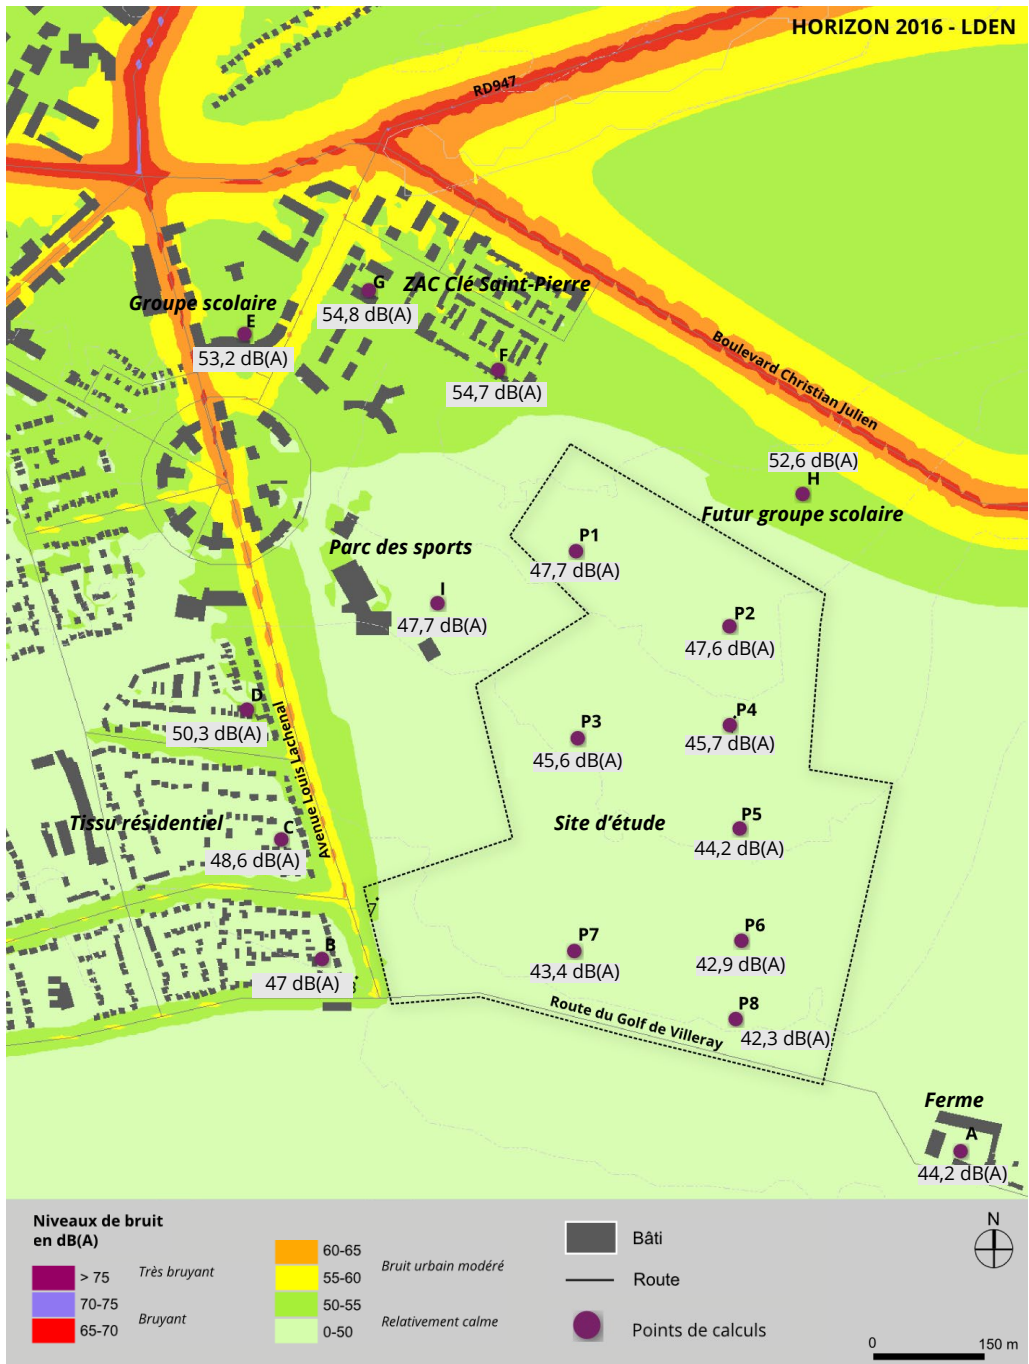 HORIZON 2016 - LDEN
RD947
ZAC Clé Saint-Pierre
G
54,8 dB(A)
Groupe scolaire
E
53,2 dB(A)
F
54,7 dB(A)
Boulevard Christian Julien
52,6 dB(A)
H
Futur groupe scolaire
Parc des sports
I
47,7 dB(A)
P1
47,7 dB(A)
P2
47,6 dB(A)
D
50,3 dB(A)
Avenue Louis Lachenal
P3
45,6 dB(A)
P4
45,7 dB(A)
Tissu résidentiel
C
48,6 dB(A)
Site d'étude
P5
44,2 dB(A)
B
47 dB(A)
P7
43,4 dB(A)
P6
42,9 dB(A)
Route du Golf de Villeray
P8
42,3 dB(A)
Ferme
A
44,2 dB(A)
Niveaux de bruit
en dB(A)
> 75
Très bruyant
70-75
Bruyant
65-70
60-65
Bruit urbain modéré
55-60
50-55
Relativement calme
0-50
Bâti
Route
Points de calculs
N
0 150 m